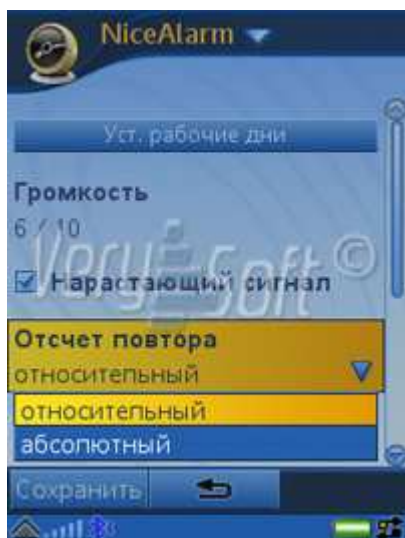 NiceAlarm
Уст. рабочие дни
Громкость
6 / 10
Нарастающий сигнал
VerySoft©
Отсчет повтора
относительный
относительный
абсолютный
Сохранить